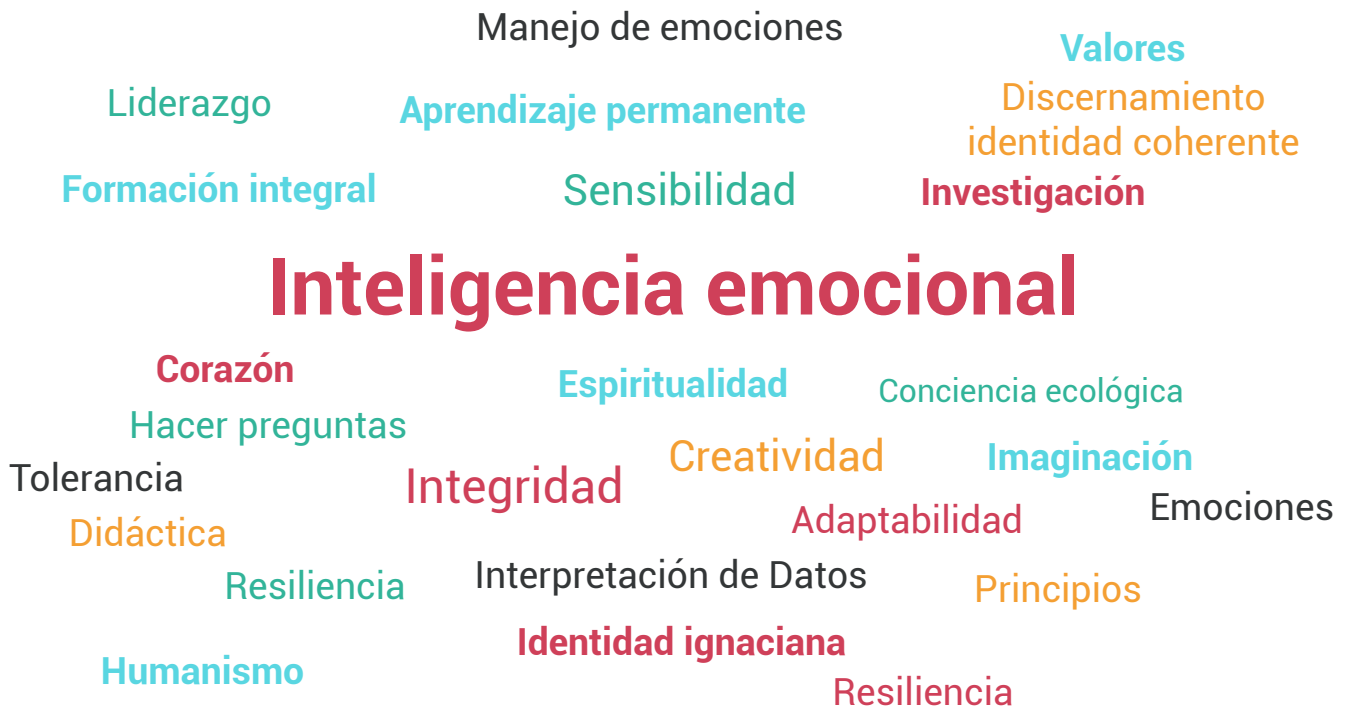 Manejo de emociones
Valores
Liderazgo
Aprendizaje permanente
Discernamiento
identidad coherente
Formación integral
Sensibilidad
Investigación
Inteligencia emocional
Corazón
Espiritualidad
Conciencia ecológica
Hacer preguntas
Creatividad
Imaginación
Tolerancia
Integridad
Emociones
Didáctica
Adaptabilidad
Resiliencia
Interpretación de Datos
Principios
Identidad ignaciana
Humanismo
Resiliencia